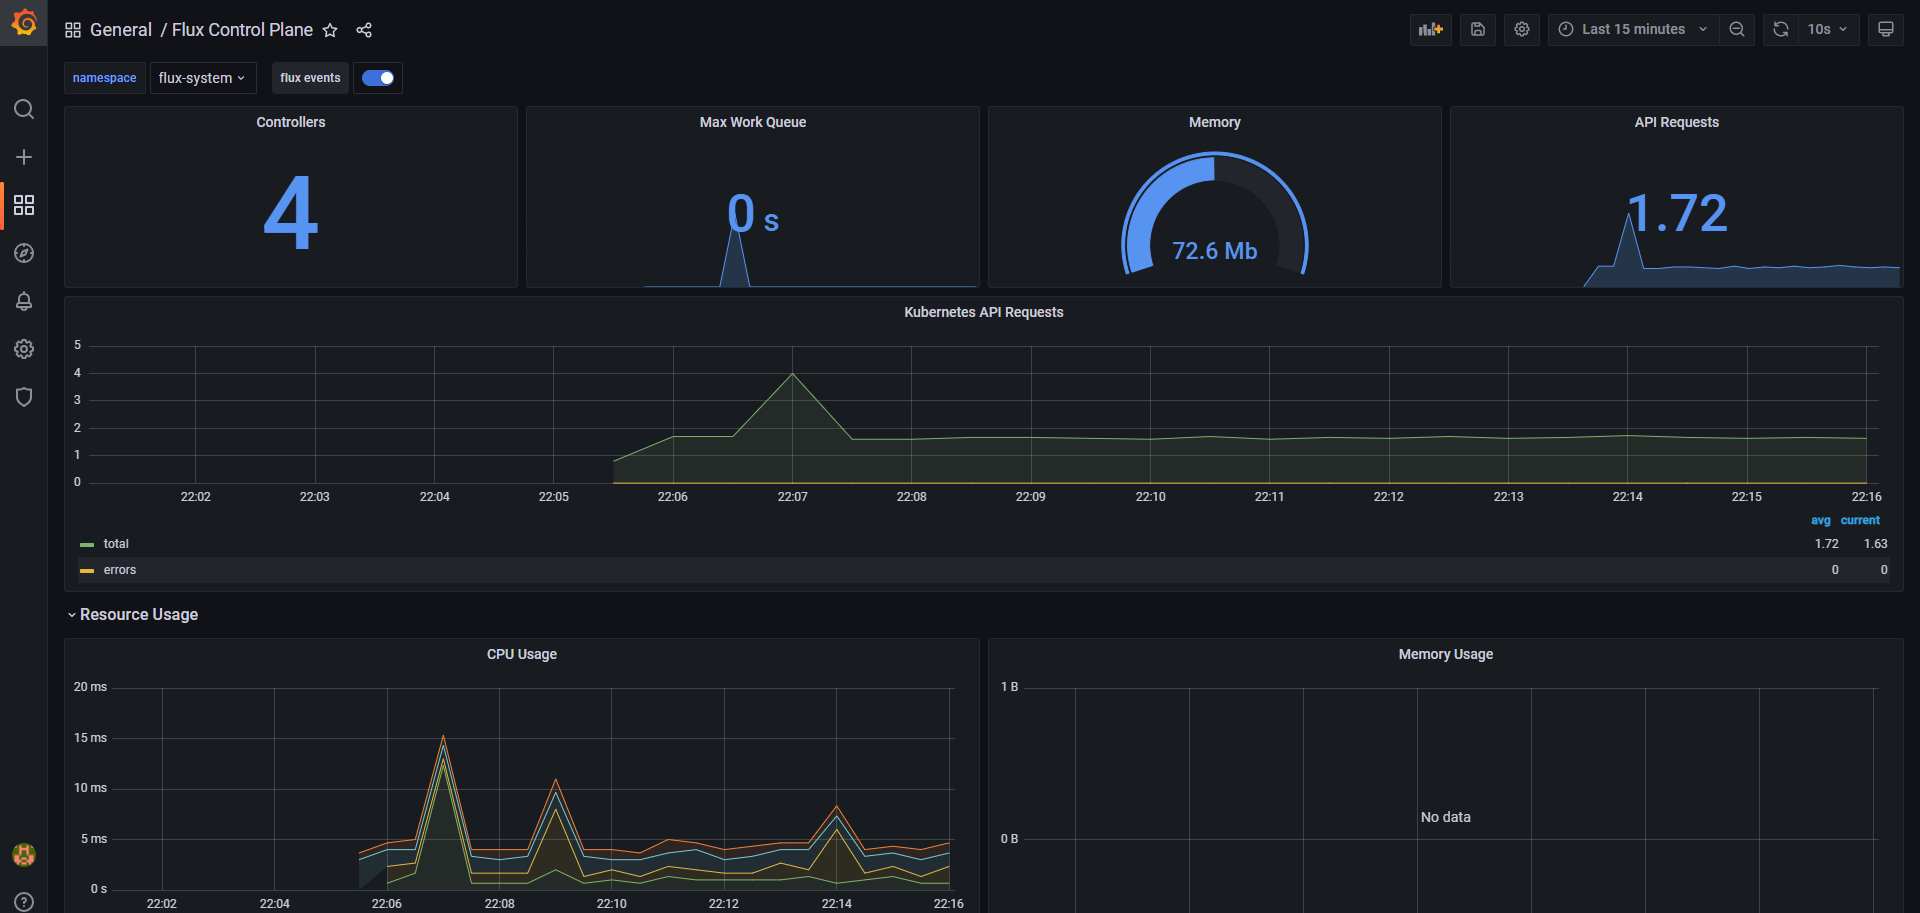 General / Flux Control Plane
Last 15 minutes
10s
namespace
flux-system
flux events
Controllers
4
Max Work Queue
0 s
Memory
72.6 Mb
API Requests
1.72
Kubernetes API Requests
5
4
3
2
1
0
22:02 22:03 22:04 22:05 22:06 22:07 22:08 22:09 22:10 22:11 22:12 22:13 22:14 22:15 22:16
avg current
total 1.72 1.63
errors 0 0
Resource Usage
CPU Usage
20 ms
15 ms
10 ms
5 ms
0 s
22:02 22:04 22:06 22:08 22:10 22:12 22:14 22:16
Memory Usage
1 B
No data
0 B